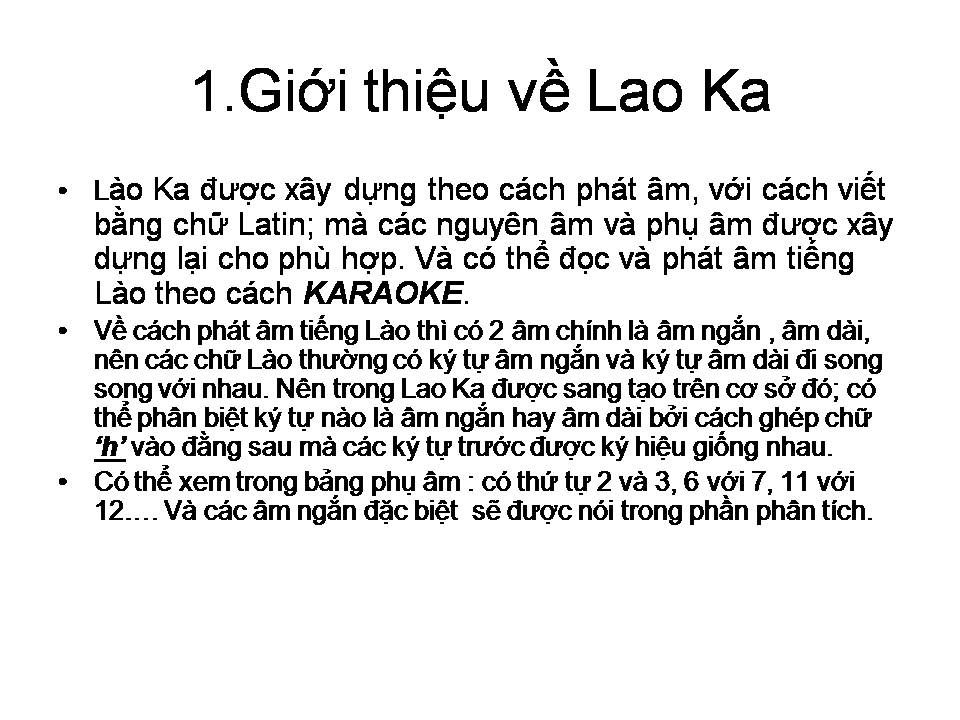 1.Giới thiệu về Lao Ka
• Lào Ka được xây dựng theo cách phát âm, với cách viết
bằng chữ Latin; mà các nguyên âm và phụ âm được xây
dựng lại cho phù hợp. Và có thể đọc và phát âm tiếng
Lào theo cách KARAOKE.
• Về cách phát âm tiếng Lào thì có 2 âm chính là âm ngắn , âm dài,
nên các chữ Lào thường có ký tự âm ngắn và ký tự âm dài đi song
song với nhau. Nên trong Lao Ka được sang tạo trên cơ sở đó; có
thể phân biệt ký tự nào là âm ngắn hay âm dài bởi cách ghép chữ
‘h’ vào đằng sau mà các ký tự trước được ký hiệu giống nhau.
• Có thể xem trong bảng phụ âm : có thứ tự 2 và 3, 6 với 7, 11 với
12…. Và các âm ngắn đặc biệt  sẽ được nói trong phần phân tích.